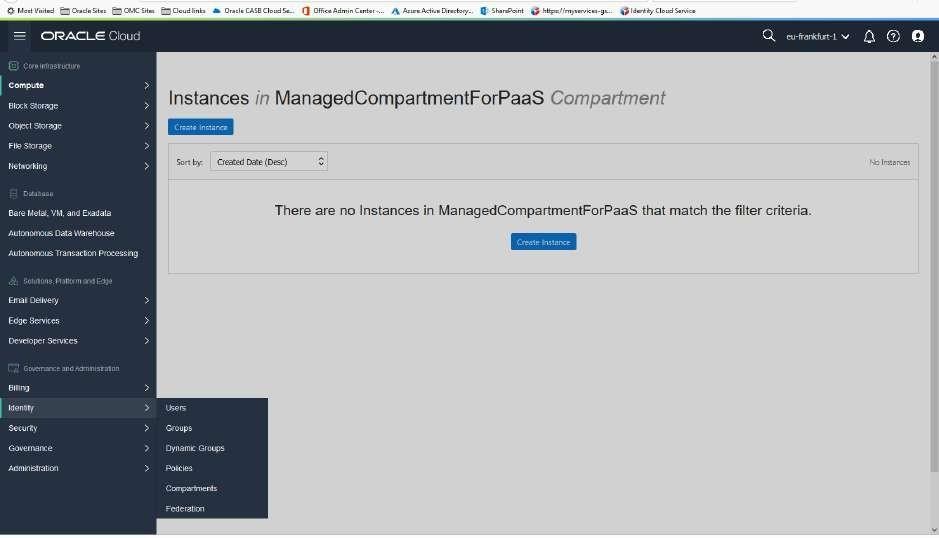 Most Visited Oracle Sites OMC Sites Cloud links Oracle CASB Cloud Se... Office Admin Center -... Azure Active Directory... SharePoint https://mjservices-gs... Identity Cloud Service
ORACLE Cloud eu-frankfurt-1
Core Infrastructure
Compute
Block Storage
Object Storage
File Storage
Networking
Database
Bare Metal, VM, and Exadata
Autonomous Data Warehouse
Autonomous Transaction Processing
Solutions, Platform and Edge
Email Delivery
Edge Services
Developer Services
Governance and Administration
Billing
Identity
Security
Governance
Administration
Users
Groups
Dynamic Groups
Policies
Compartments
Federation
Instances in ManagedCompartmentForPaaS Compartment
Create Instance
Sort by: Created Date (Desc) No Instances
There are no Instances in ManagedCompartmentForPaaS that match the filter criteria.
Create Instance